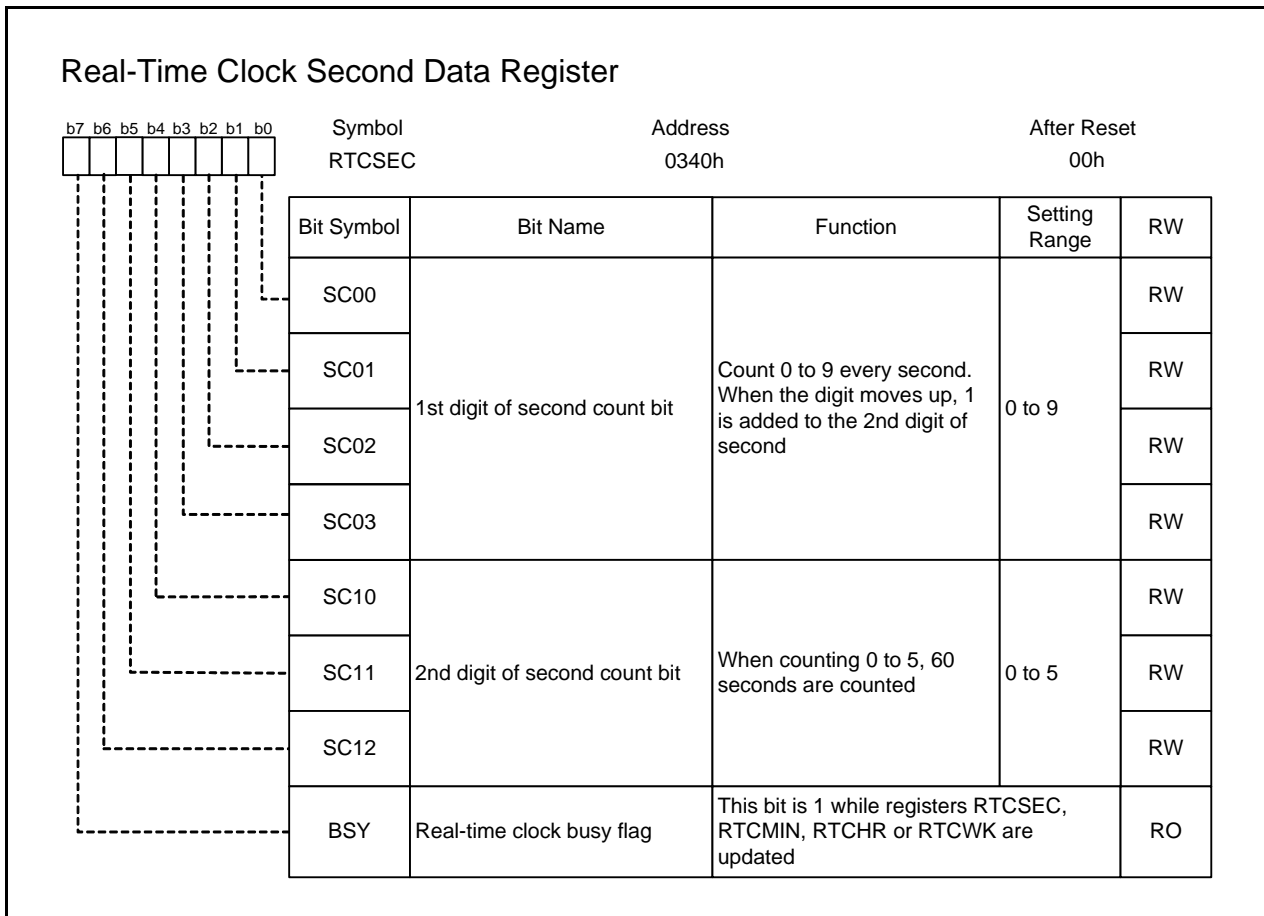 Real-Time Clock Second Data Register
b7 b6 b5 b4 b3 b2 b1 b0
Symbol Address After Reset
RTCSEC 0340h 00h
Bit Symbol Bit Name Function Setting Range RW
SC00 RW
SC01 RW
SC02 RW
SC03 RW
1st digit of second count bit
Count 0 to 9 every second.
When the digit moves up, 1
is added to the 2nd digit of
second
0 to 9
SC10 RW
SC11 RW
SC12 RW
2nd digit of second count bit
When counting 0 to 5, 60
seconds are counted
0 to 5
BSY Real-time clock busy flag
This bit is 1 while registers RTCSEC,
RTCMIN, RTCHR or RTCWK are
updated
RO